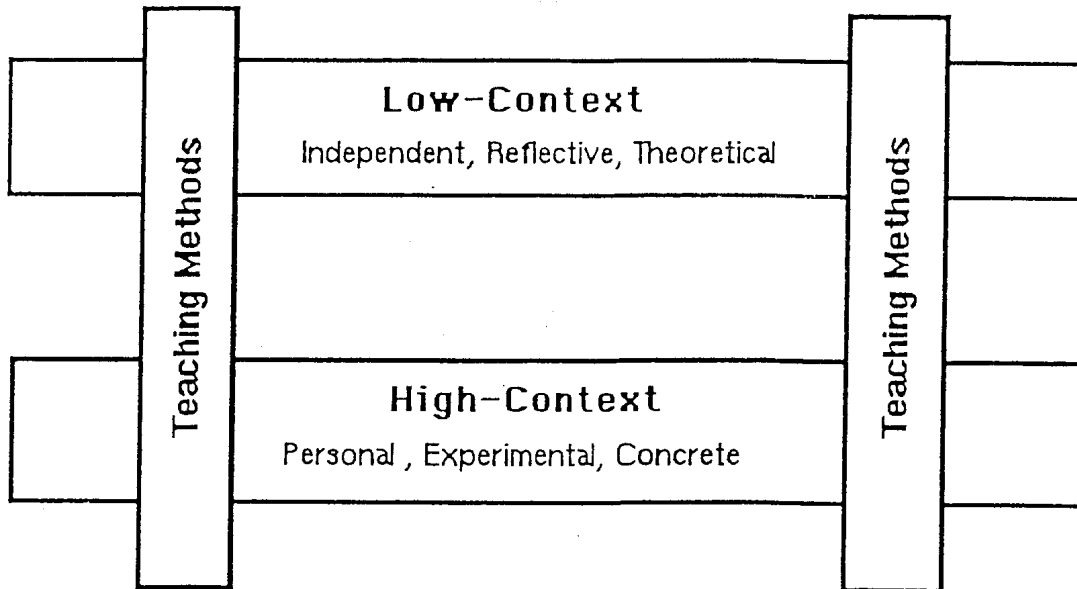 Teaching Methods
Low-Context
Independent, Reflective, Theoretical
High-Context
Personal , Experimental, Concrete
Teaching Methods